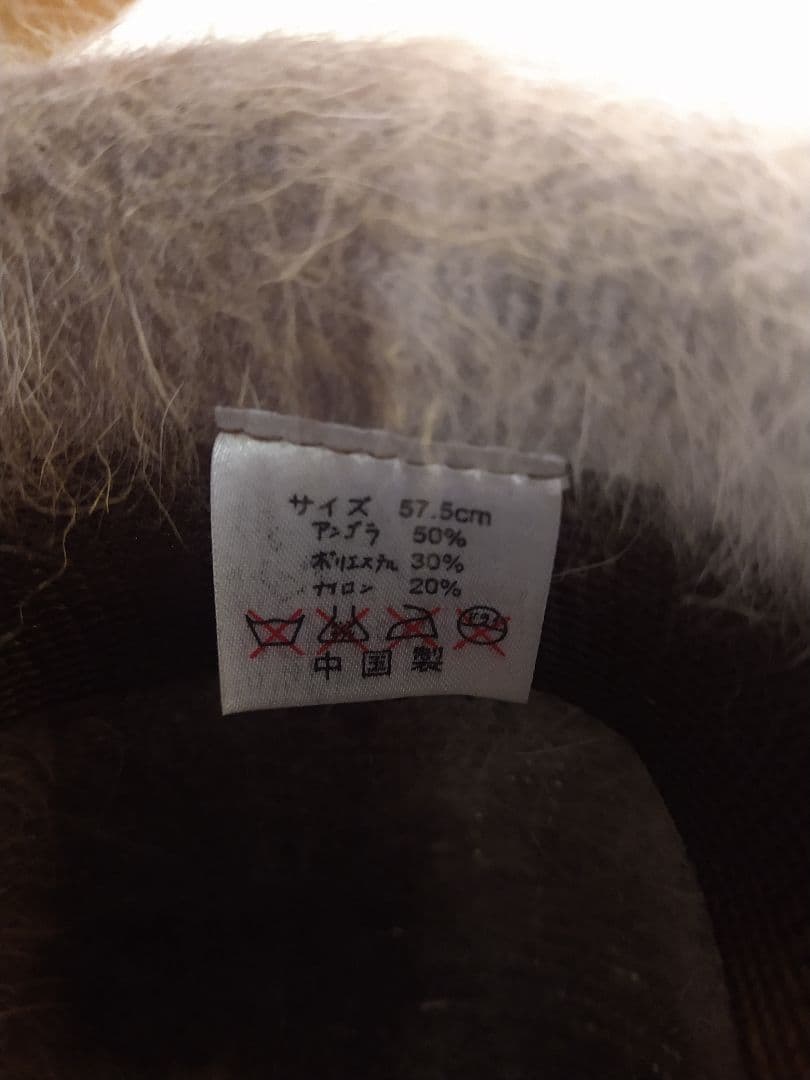 サイズ 57.5cm
アンゴラ 50%
ポリエステル 30%
ナイロン 20%
中国製